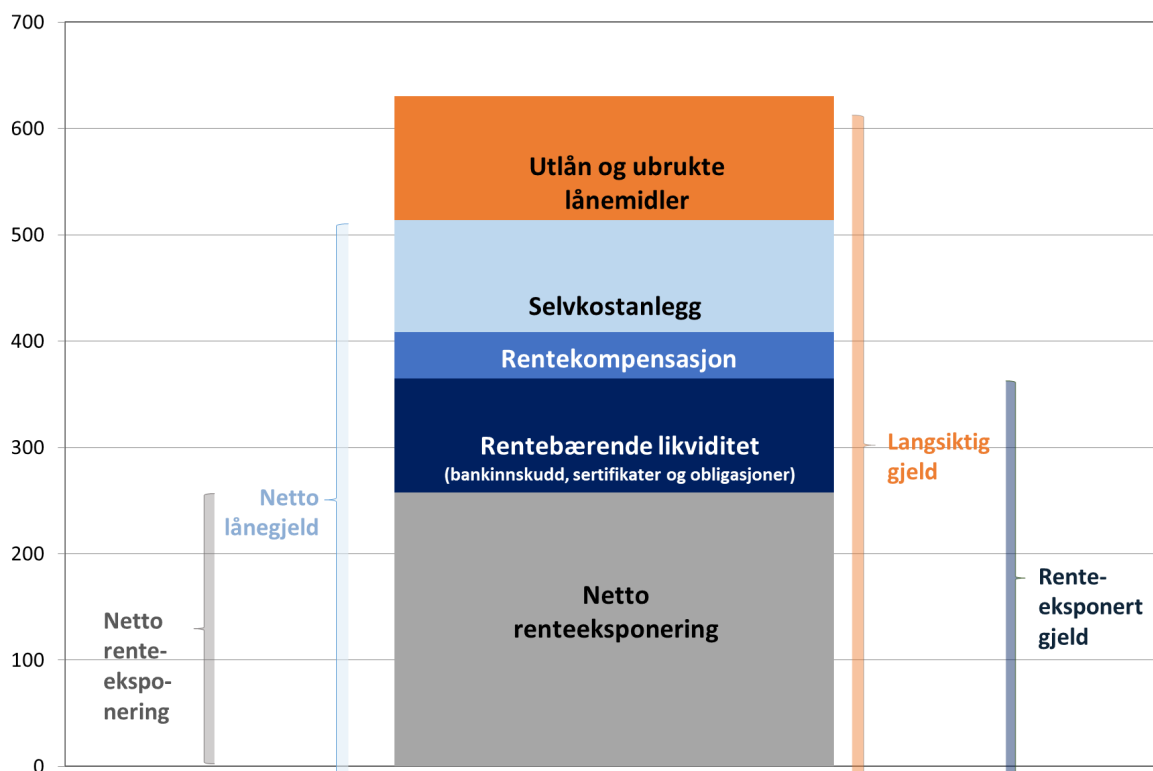 700
600
500
400
300
200
100
0
Utlån og ubrukte
lånemidler
Selvkostanlegg
Rentekompensasjon
Rentebærende likviditet
(bankinnskudd, sertifikater og obligasjoner)
Netto
renteeksponering
Netto
rente-
ekspo-
nering
Netto
lånegjeld
Langsiktig
gjeld
Rente-
eksponert
gjeld